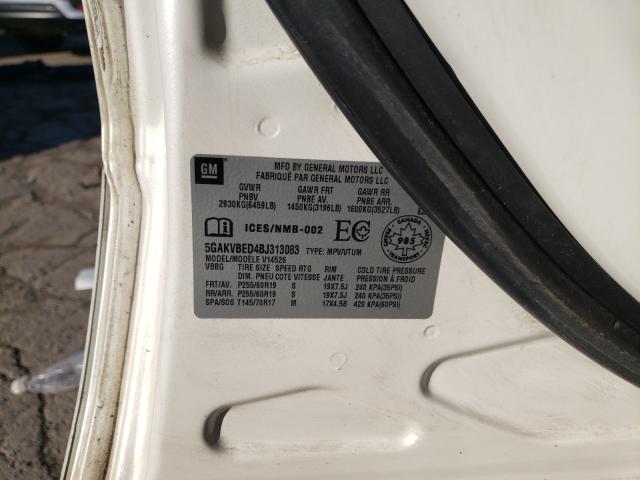 GM
MFD BY GENERAL MOTORS LLC
FABRIQUÉ PAR GENERAL MOTORS LLC
GVWR GAWR FRT GAWR RR
PNBV PNBE AV. PNBE ARR.
2930KG(6459LB) 1450KG(3196LB) 1600KG(3527LB)
ICES/NMB-002 EC
CANADA 985 TRANSPORT
5GAKVBED4BJ313083 TYPE: MPV/VTUM
MODEL/MODÈLE V14526
VBBG TIRE SIZE SPEED RTG RIM COLD TIRE PRESSURE
DIM. PNEU COTE VITESSE JANTE PRESSION À FROID
FRT/AV. P255/60R19 S 19X7.5J 240 KPA(35PSI)
RR/ARR. P255/60R19 S 19X7.5J 240 KPA(35PSI)
SPA/SOS T145/70R17 M 17X4.5B 420 KPA(60PSI)